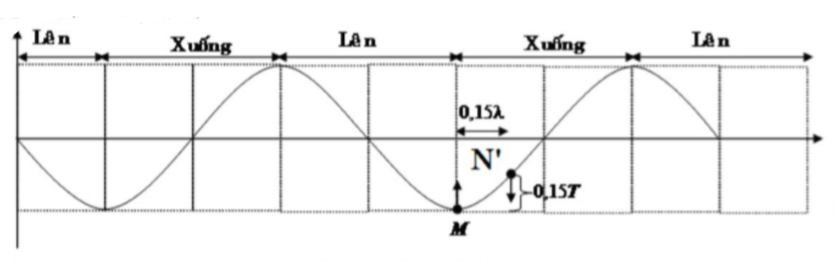 Lên Xuống Lên Xuống Lên
0,15λ
N'
0,15T
M